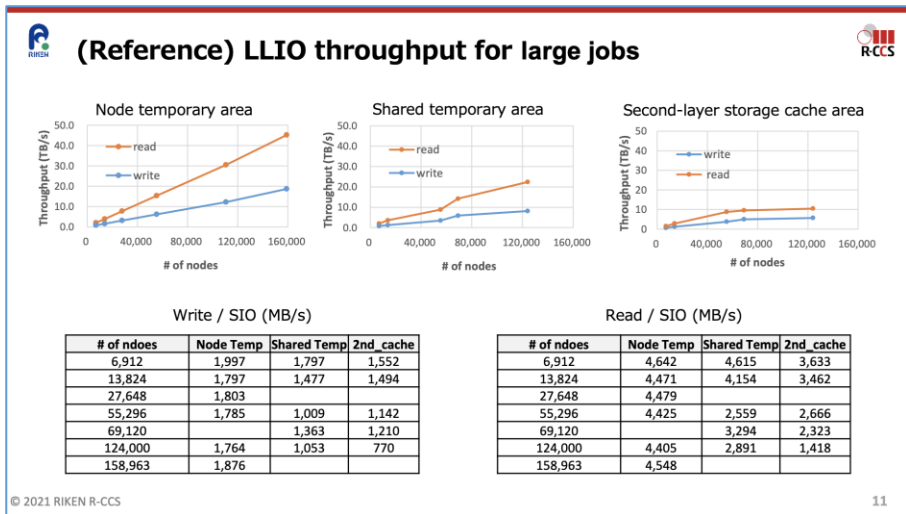 RIKEN
(Reference) LLIO throughput for large jobs
R-CCS
Node temporary area
Throughput (TB/s)
50.0
40.0
30.0
20.0
10.0
0.0
read
write
0 40,000 80,000 120,000 160,000
# of nodes
Shared temporary area
Throughput (TB/s)
50.0
40.0
30.0
20.0
10.0
0.0
read
write
0 40,000 80,000 120,000 160,000
# of nodes
Second-layer storage cache area
Throughput (TB/s)
50
40
30
20
10
0
write
read
0 40,000 80,000 120,000 160,000
# of nodes
Write / SIO (MB/s)
# of ndoes Node Temp Shared Temp 2nd_cache
6,912 1,997 1,797 1,552
13,824 1,797 1,477 1,494
27,648 1,803
55,296 1,785 1,009 1,142
69,120 1,363 1,210
124,000 1,764 1,053 770
158,963 1,876
Read / SIO (MB/s)
# of nodes Node Temp Shared Temp 2nd_cache
6,912 4,642 4,615 3,633
13,824 4,471 4,154 3,462
27,648 4,479
55,296 4,425 2,559 2,666
69,120 3,294 2,323
124,000 4,405 2,891 1,418
158,963 4,548
© 2021 RIKEN R-CCS
11